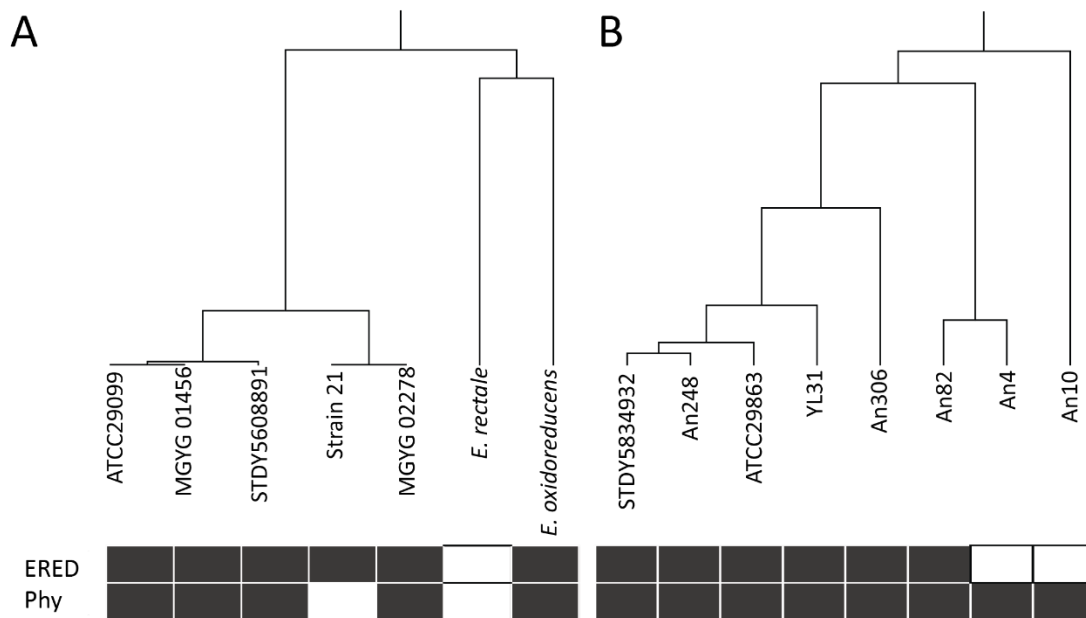 A
B
ATCC29099
MGYG 01456
STDY5608891
Strain 21
MGYG 02278
E. rectale
E. oxidoreducens
STDY5834932
An248
ATCC29863
YL31
An306
An82
An4
An10
ERED
Phy